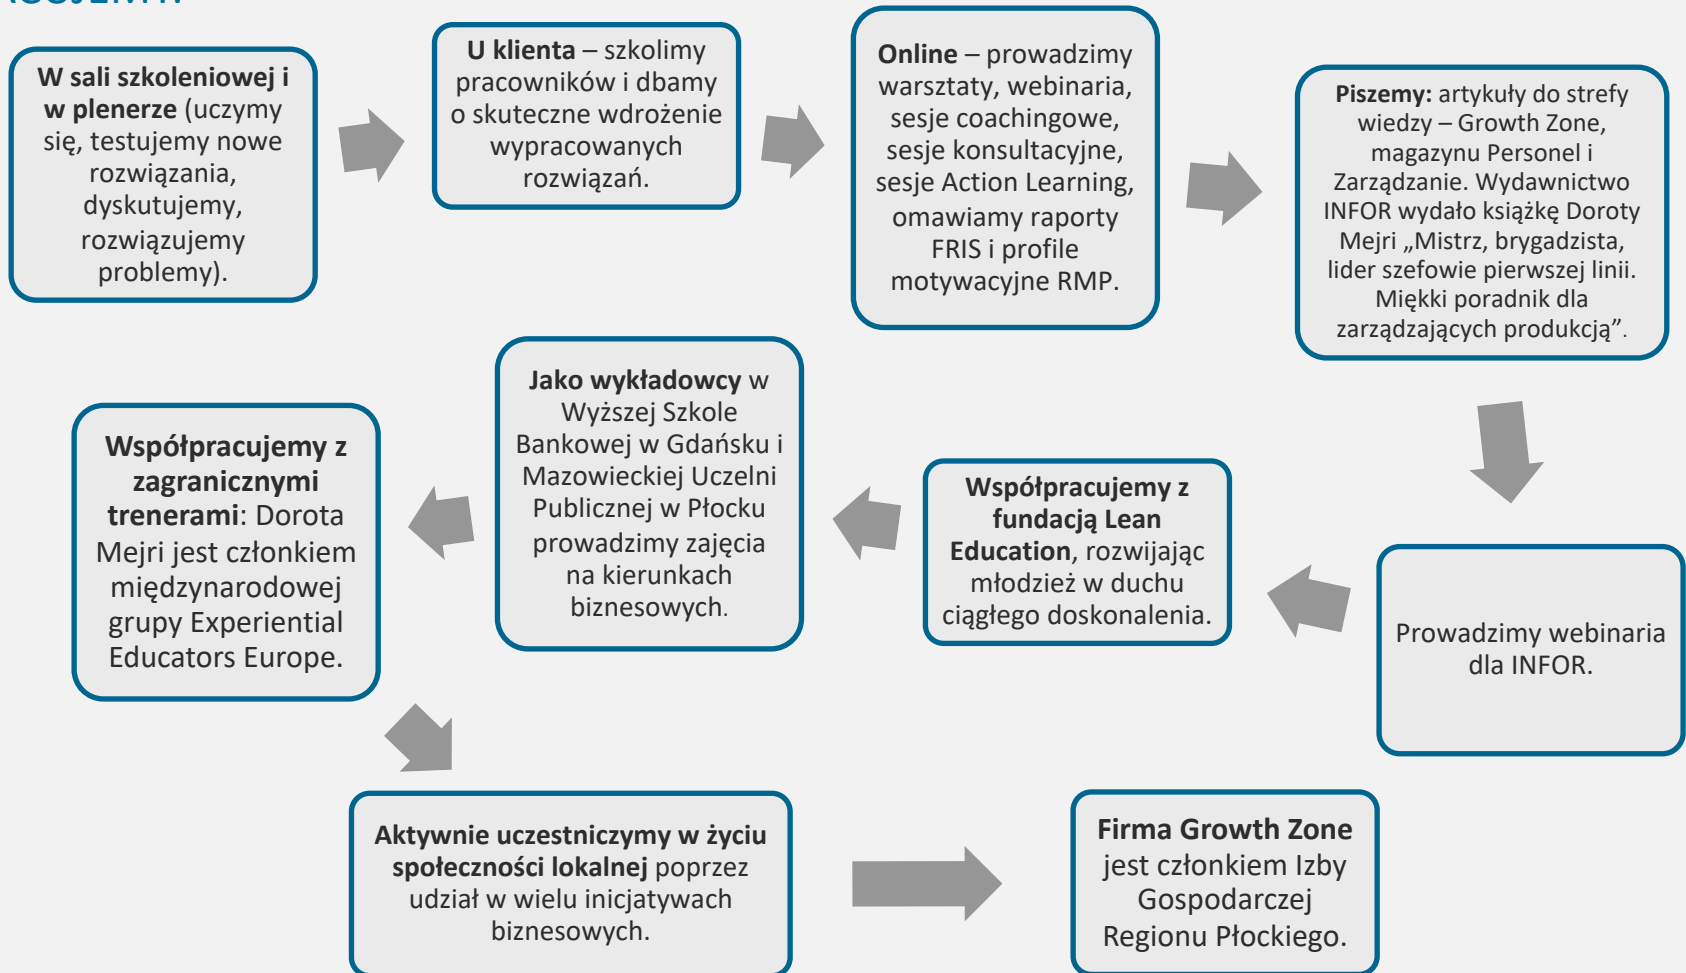 W sali szkoleniowej i
w plenerze (uczymy
się, testujemy nowe
rozwiązania,
dyskutujemy,
rozwiązujemy
problemy).
U klienta – szkolimy
pracowników i dbamy
o skuteczne wdrożenie
wypracowanych
rozwiązań.
Online – prowadzimy
warsztaty, webinaria,
sesje coachingowe,
sesje konsultacyjne,
sesje Action Learning,
omawiamy raporty
FRIS i profile
motywacyjne RMP.
Piszemy: artykuły do strefy
wiedzy – Growth Zone,
magazynu Personel i
Zarządzanie. Wydawnictwo
INFOR wydało książkę Doroty
Mejri „Mistrz, brygadzista,
lider szefowie pierwszej linii.
Miękki poradnik dla
zarządzających produkcją”.
Prowadzimy webinaria
dla INFOR.
Współpracujemy z
fundacją Lean
Education, rozwijając
młodzież w duchu
ciągłego doskonalenia.
Jako wykładowcy w
Wyższej Szkole
Bankowej w Gdańsku i
Mazowieckiej Uczelni
Publicznej w Płocku
prowadzimy zajęcia
na kierunkach
biznesowych.
Współpracujemy z
zagranicznymi
trenerami: Dorota
Mejri jest członkiem
międzynarodowej
grupy Experiential
Educators Europe.
Aktywnie uczestniczymy w życiu
społeczności lokalnej poprzez
udział w wielu inicjatywach
biznesowych.
Firma Growth Zone
jest członkiem Izby
Gospodarczej
Regionu Płockiego.